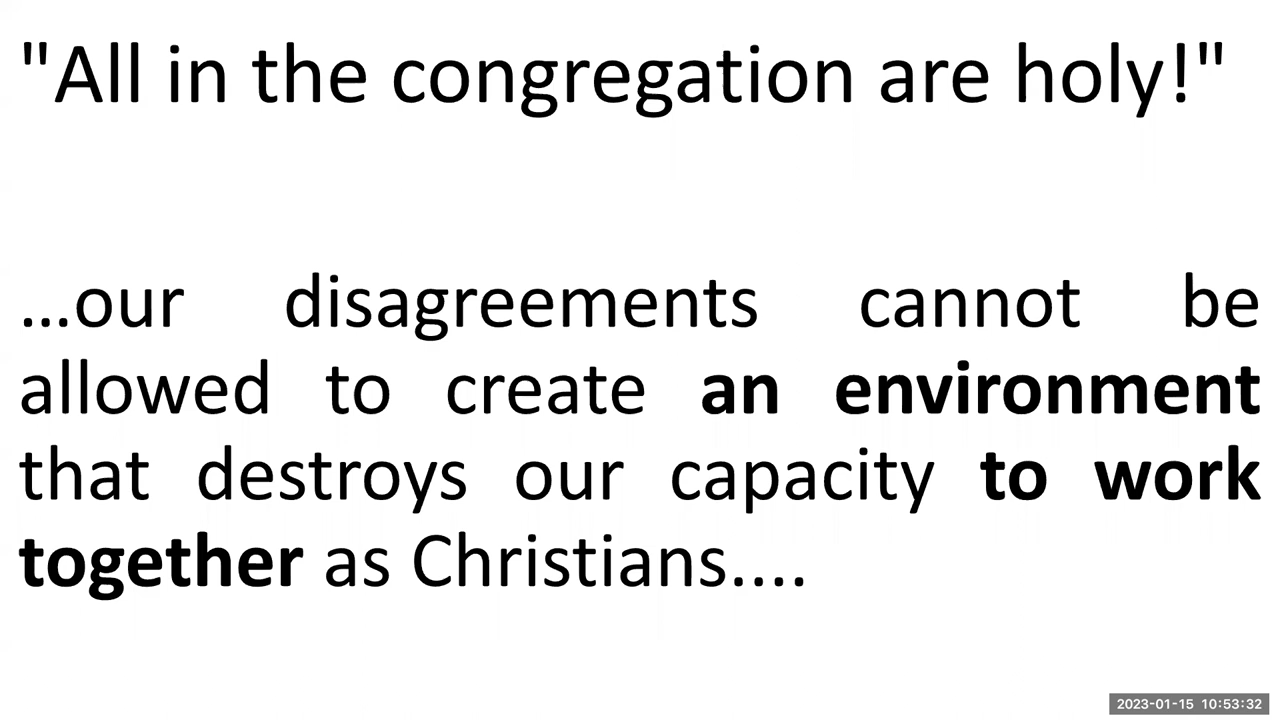 "All in the congregation are holy!"
...our disagreements cannot be
allowed to create an environment
that destroys our capacity to work
together as Christians....
2023-01-15 10:53:32